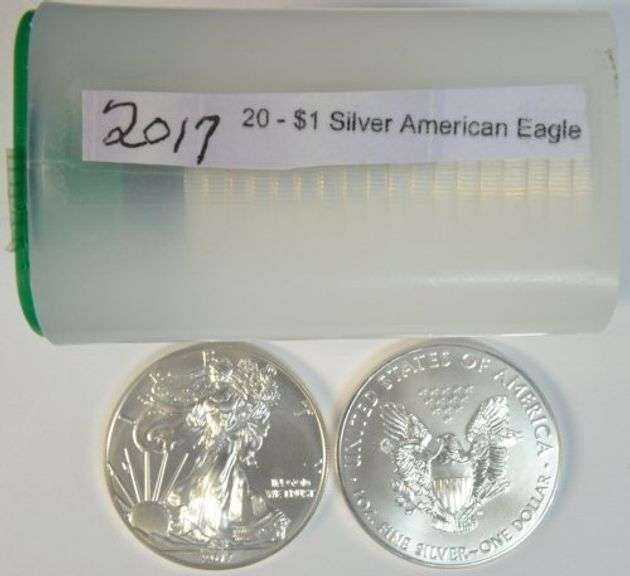 2017 20 - $1 Silver American Eagle
IN GOD
WE TRUST
2017
UNITED STATES OF AMERICA
1 OZ. FINE SILVER~ONE DOLLAR